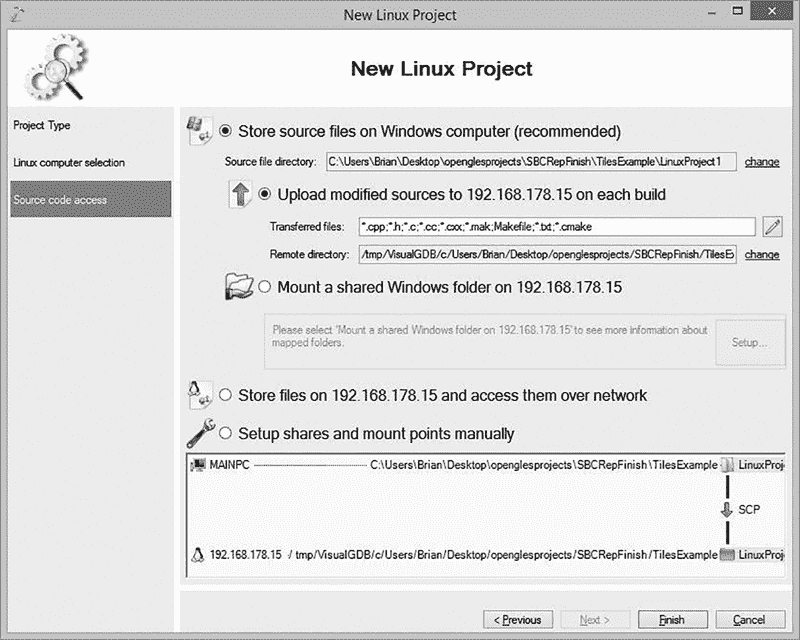 New Linux Project
New Linux Project
Project Type
Linux computer selection
Source code access
Store source files on Windows computer (recommended)
Source file directory: C:\Users\Brian\Desktop\openglesprojects\SBCRepFinish\TilesExample\LinuxProject1 change
Upload modified sources to 192.168.178.15 on each build
Transferred files: *.cpp;*.h;*.c;*.cc;*.cxx;*.mak;Makefile;*.txt;*.cmake
Remote directory: /tmp/VisualGDB/c/Users/Brian/Desktop/openglesprojects/SBCRepFinish/TilesEx change
Mount a shared Windows folder on 192.168.178.15
Please select 'Mount a shared Windows folder on 192.168.178.15' to see more information about
mapped folders.
Setup...
Store files on 192.168.178.15 and access them over network
Setup shares and mount points manually
MAINPC C:\Users\Brian\Desktop\openglesprojects\SBCRepFinish\TilesExample LinuxProj
SCP
192.168.178.15 / tmp/VisualGDB/c/Users/Brian/Desktop/openglesprojects/SBCRepFinish/TilesExample LinuxProj
< Previous Next > Finish Cancel